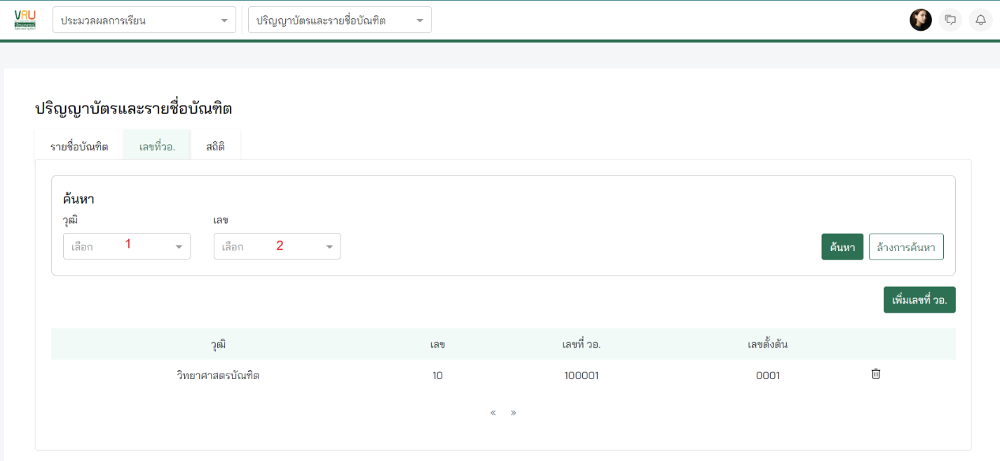 VRU
ประมวลผลการเรียน
ปริญญาบัตรและรายชื่อบัณฑิต
ปริญญาบัตรและรายชื่อบัณฑิต
รายชื่อบัณฑิต เลขที่วอ. สถิติ
ค้นหา
วุฒิ เลข
เลือก 1 เลือก 2 ค้นหา ล้างการค้นหา
เพิ่มเลขที่ วอ.
วุฒิ เลข เลขที่ วอ. เลขตั้งต้น
วิทยาศาสตรบัณฑิต 10 100001 0001
« »